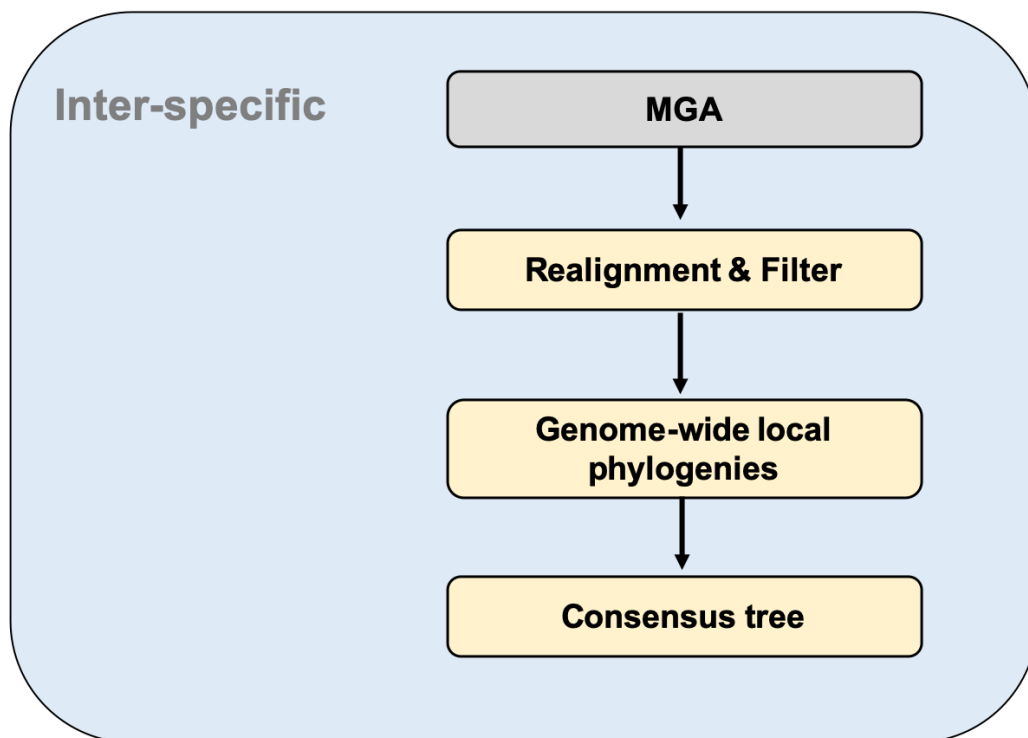 Inter-specific
MGA
Realignment & Filter
Genome-wide local
phylogenies
Consensus tree